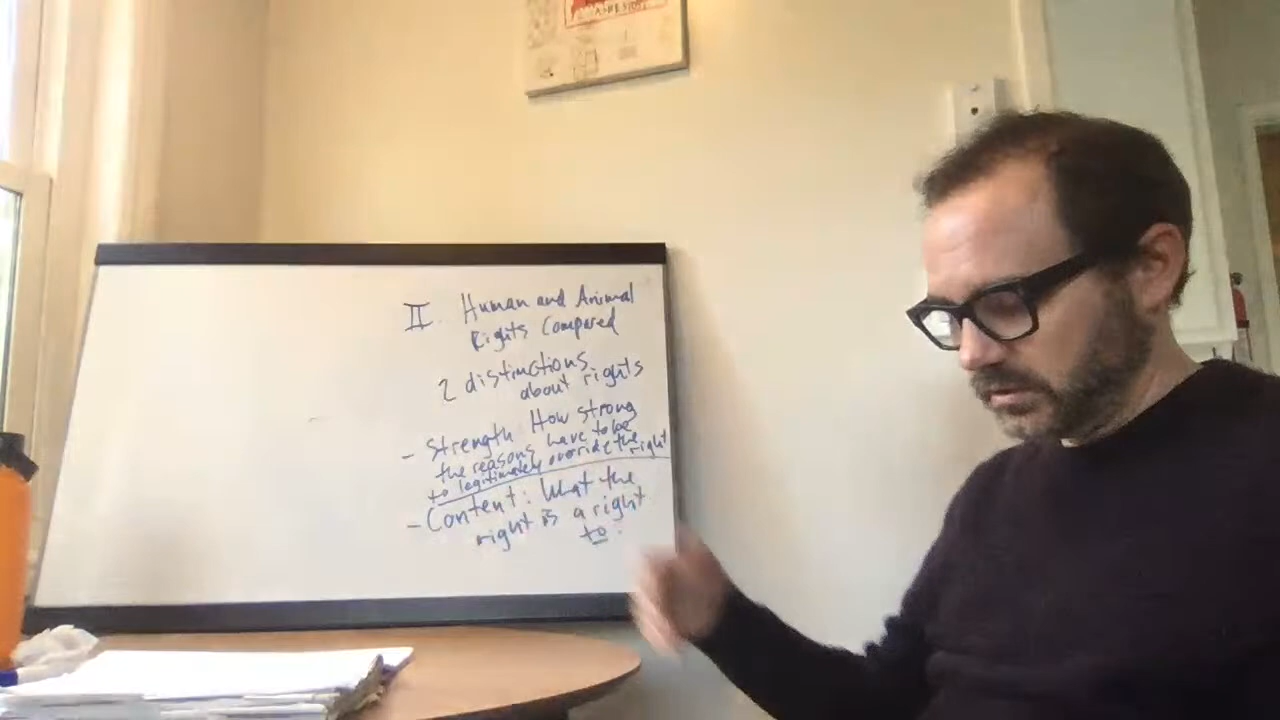 II. Human and Animal
Rights Compared
2 distinctions
about rights
- Strength How strong
the reasons have to be
to legitimately override the right
- Content: What the
right is a right
to.